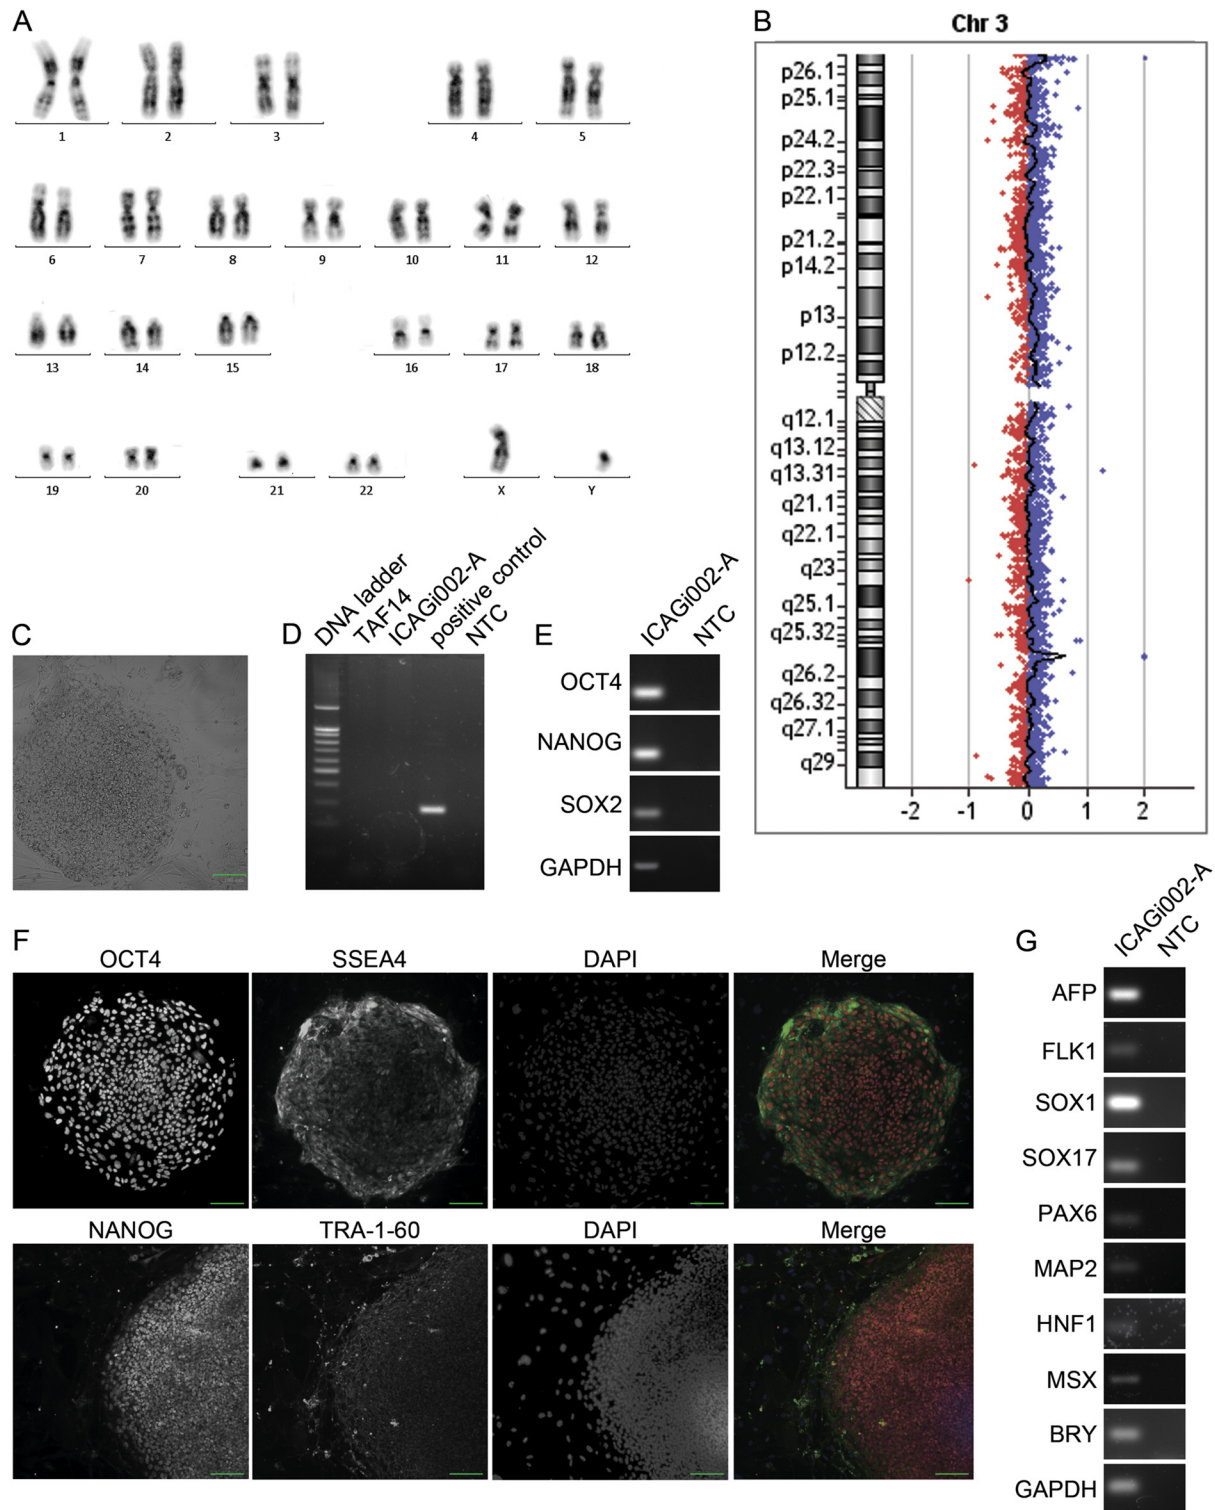 A
1 2 3 4 5
6 7 8 9 10 11 12
13 14 15 16 17 18
19 20 21 22 X Y
B
Chr 3
p26.1
p25.1
p24.2
p22.3
p22.1
p21.2
p14.2
p13
p12.2
q12.1
q13.12
q13.31
q21.1
q22.1
q23
q25.1
q25.32
q26.2
q26.32
q27.1
q29
-2 -1 0 1 2
C
D
DNA ladder
TAF14
ICAGi002-A
positive control
NTC
E
ICAGi002-A
NTC
OCT4
NANOG
SOX2
GAPDH
F
OCT4 SSEA4 DAPI Merge
NANOG TRA-1-60 DAPI Merge
G
ICAGi002-A
NTC
AFP
FLK1
SOX1
SOX17
PAX6
MAP2
HNF1
MSX
BRY
GAPDH